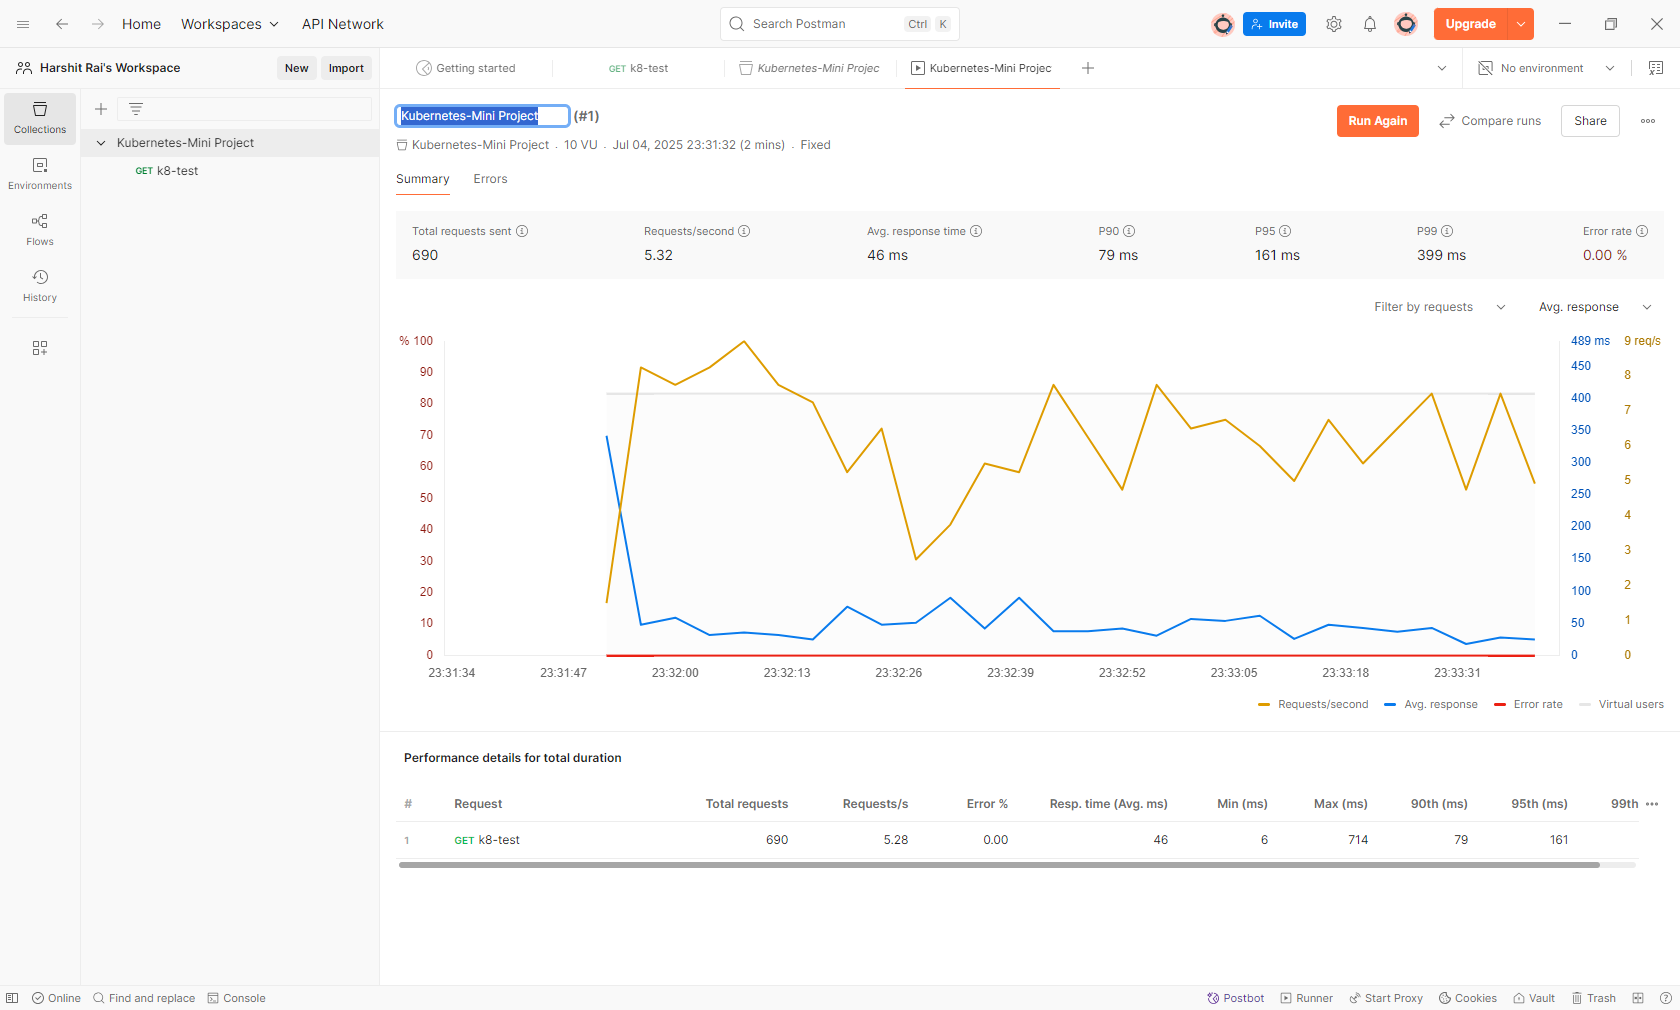 Home Workspaces API Network Search Postman Ctrl K Invite Upgrade
Harshit Rai's Workspace New Import Getting started GET k8-test Kubernetes-Mini Projec Kubernetes-Mini Projec No environment
Collections
Environments
Flows
History
Kubernetes-Mini Project
GET k8-test
Kubernetes-Mini Project (#1) Run Again Compare runs Share
Kubernetes-Mini Project . 10 VU . Jul 04, 2025 23:31:32 (2 mins) . Fixed
Summary Errors
Total requests sent Requests/second Avg. response time P90 P95 P99 Error rate
690 5.32 46 ms 79 ms 161 ms 399 ms 0.00 %
Filter by requests Avg. response
% 100 489 ms 9 req/s
90 450 8
80 400 7
70 350 6
60 300 5
50 250 4
40 200 3
30 150 2
20 100 1
10 50
0 0 0
23:31:34 23:31:47 23:32:00 23:32:13 23:32:26 23:32:39 23:32:52 23:33:05 23:33:18 23:33:31
Requests/second Avg. response Error rate Virtual users
Performance details for total duration
# Request Total requests Requests/s Error % Resp. time (Avg. ms) Min (ms) Max (ms) 90th (ms) 95th (ms) 99th
1 GET k8-test 690 5.28 0.00 46 6 714 79 161
Online Find and replace Console Postbot Runner Start Proxy Cookies Vault Trash